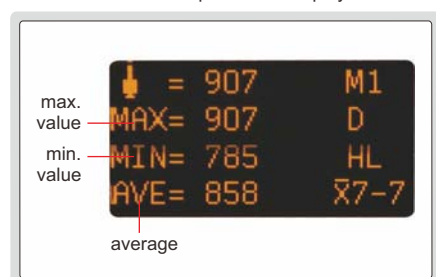 max.
value
min.
value
= 907 M1
MAX= 907 D
MIN= 785 HL
AVE= 858 X̄7-7
average